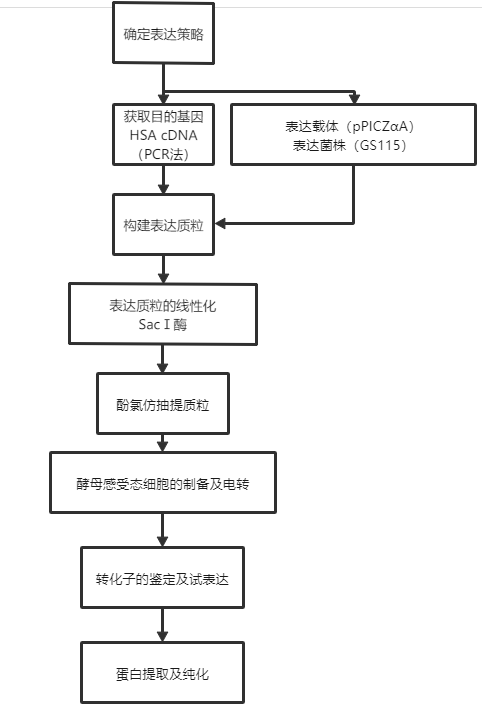 确定表达策略
获取目的基因
HSA cDNA
（PCR法）
表达载体（pPICZαA）
表达菌株（GS115）
构建表达质粒
表达质粒的线性化
Sac Ⅰ 酶
酚氯仿抽提质粒
酵母感受态细胞的制备及电转
转化子的鉴定及试表达
蛋白提取及纯化